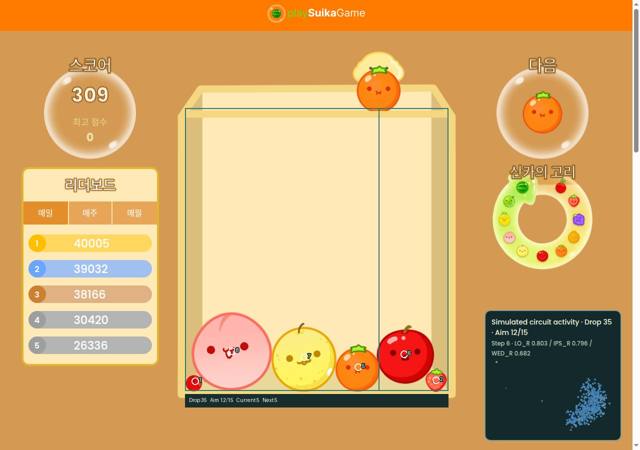 playSuikaGame
스코어
309
최고 점수
0
리더보드
매일 매주 매월
1 40005
2 39032
3 38166
4 30420
5 26336
다음
산카의 고리
Simulated circuit activity · Drop 35
· Aim 12/15
Step 6 · LO_R 0.803 / IPS_R 0.796 /
WED_R 0.682
Drop35 Aim 12/15 Current5 Next5